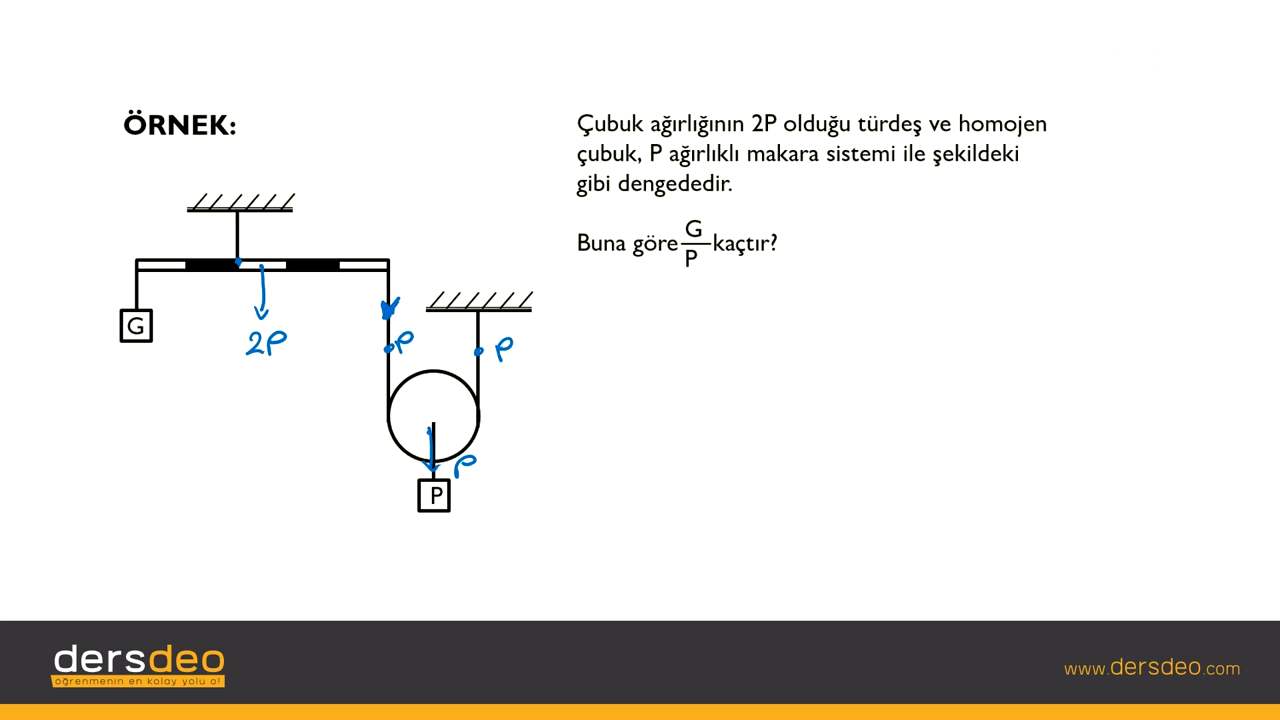 ÖRNEK:
Çubuk ağırlığının 2P olduğu türdeş ve homojen
çubuk, P ağırlıklı makara sistemi ile şekildeki
gibi dengededir.
Buna göre G/P kaçtır?
G
2P
P
P
P
P
dersdeo
öğrenmenin en kolay yolu o!
www.dersdeo.com